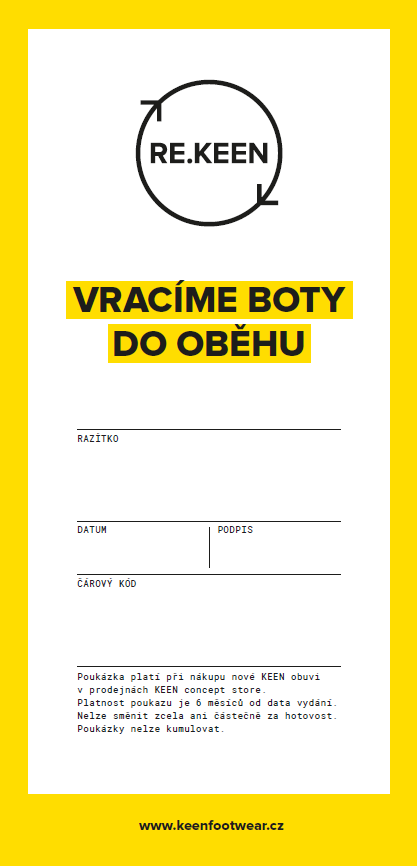 RE.KEEN
VRACÍME BOTY
DO OBĚHU
RAZÍTKO
DATUM
PODPIS
ČÁROVÝ KÓD
Poukázka platí při nákupu nové KEEN obuvi
v prodejnách KEEN concept store.
Platnost poukazu je 6 měsíců od data vydání.
Nelze směnit zcela ani částečně za hotovost.
Poukázky nelze kumulovat.
www.keenfootwear.cz